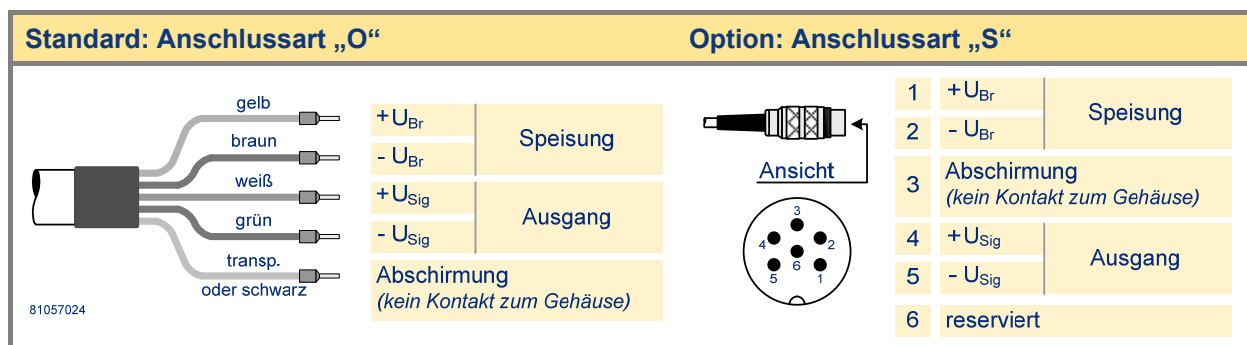 Standard: Anschlussart „O“
Option: Anschlussart „S“
gelb
braun
weiß
grün
transp.
oder schwarz
81057024
+UBr
- UBr
Speisung
+USig
- USig
Ausgang
Abschirmung
(kein Kontakt zum Gehäuse)
Ansicht
3
4
2
6
5
1
1 +UBr
2 - UBr
Speisung
3 Abschirmung
(kein Kontakt zum Gehäuse)
4 +USig
5 - USig
Ausgang
6 reserviert